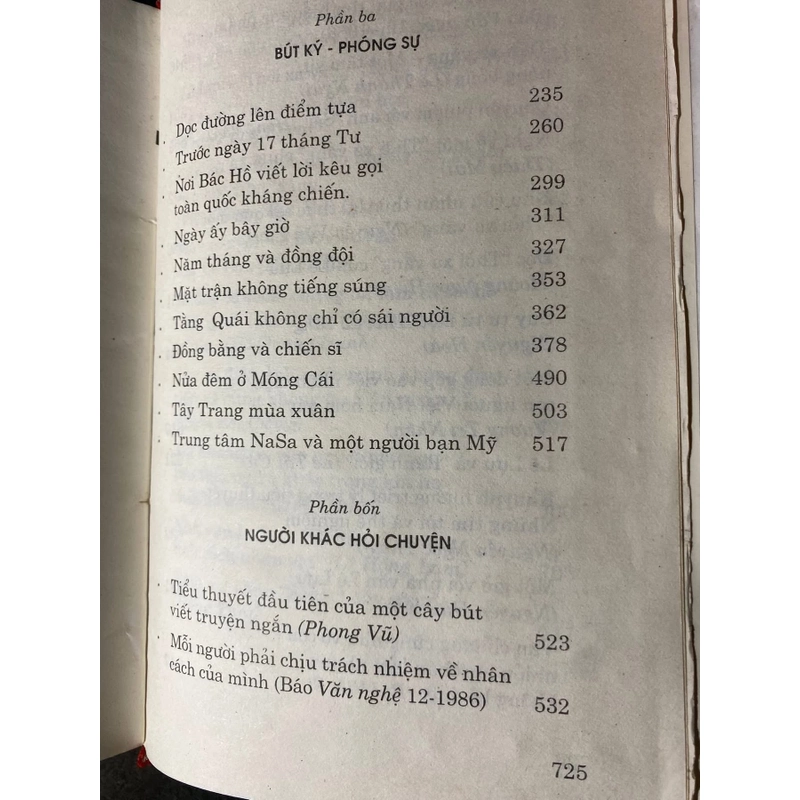 Phần ba
BÚT KÝ - PHÓNG SỰ
Dọc đường lên điểm tựa 235
Trước ngày 17 tháng Tư 260
Nơi Bác Hồ viết lời kêu gọi
toàn quốc kháng chiến. 299
Ngày ấy bây giờ 311
Năm tháng và đồng đội 327
Mặt trận không tiếng súng 353
Tằng Quái không chỉ có sái người 362
Đồng bằng và chiến sĩ 378
Nửa đêm ở Móng Cái 490
Tây Trang mùa xuân 503
Trung tâm NaSa và một người bạn Mỹ 517
Phần bốn
NGƯỜI KHÁC HỎI CHUYỆN
Tiểu thuyết đầu tiên của một cây bút
viết truyện ngắn (Phong Vũ) 523
Mỗi người phải chịu trách nhiệm về nhân
cách của mình (Báo Văn nghệ 12-1986) 532
725